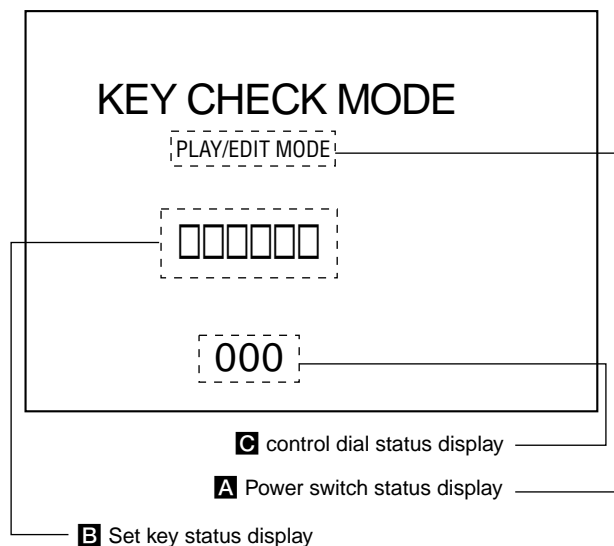 KEY CHECK MODE
PLAY/EDIT MODE
□□□□□□
000
C control dial status display
A Power switch status display
B Set key status display